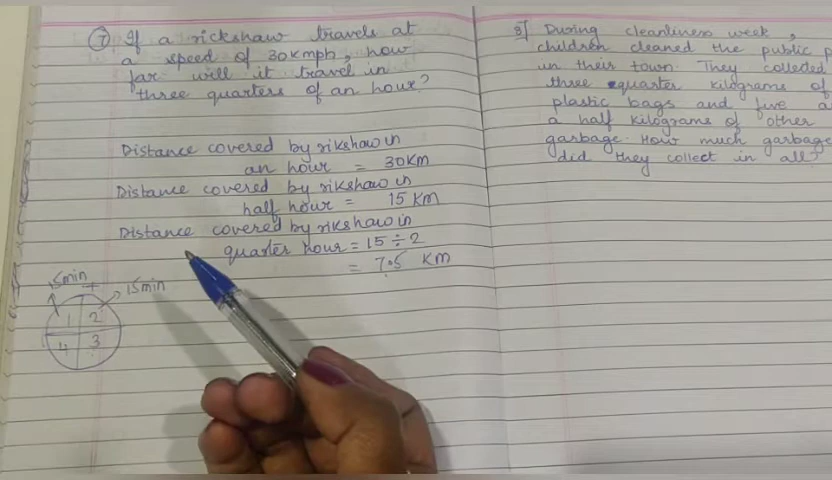 7 If a rickshaw travels at
a speed of 30kmph, how
far will it travel in
three quarters of an hour?
Distance covered by rikshaw in
an hour = 30KM
Distance covered by rikshaw in
half hour = 15 KM
Distance covered by rikshaw in
quarter hour = 15 ÷ 2
= 7.5 KM
15min
15min
1 2
4 3
8] During cleanliness week,
children cleaned the public p
in their town. They collected
three quarter kilograms of
plastic bags and five a
a half kilograms of other
garbage. How much garbage
did they collect in all?